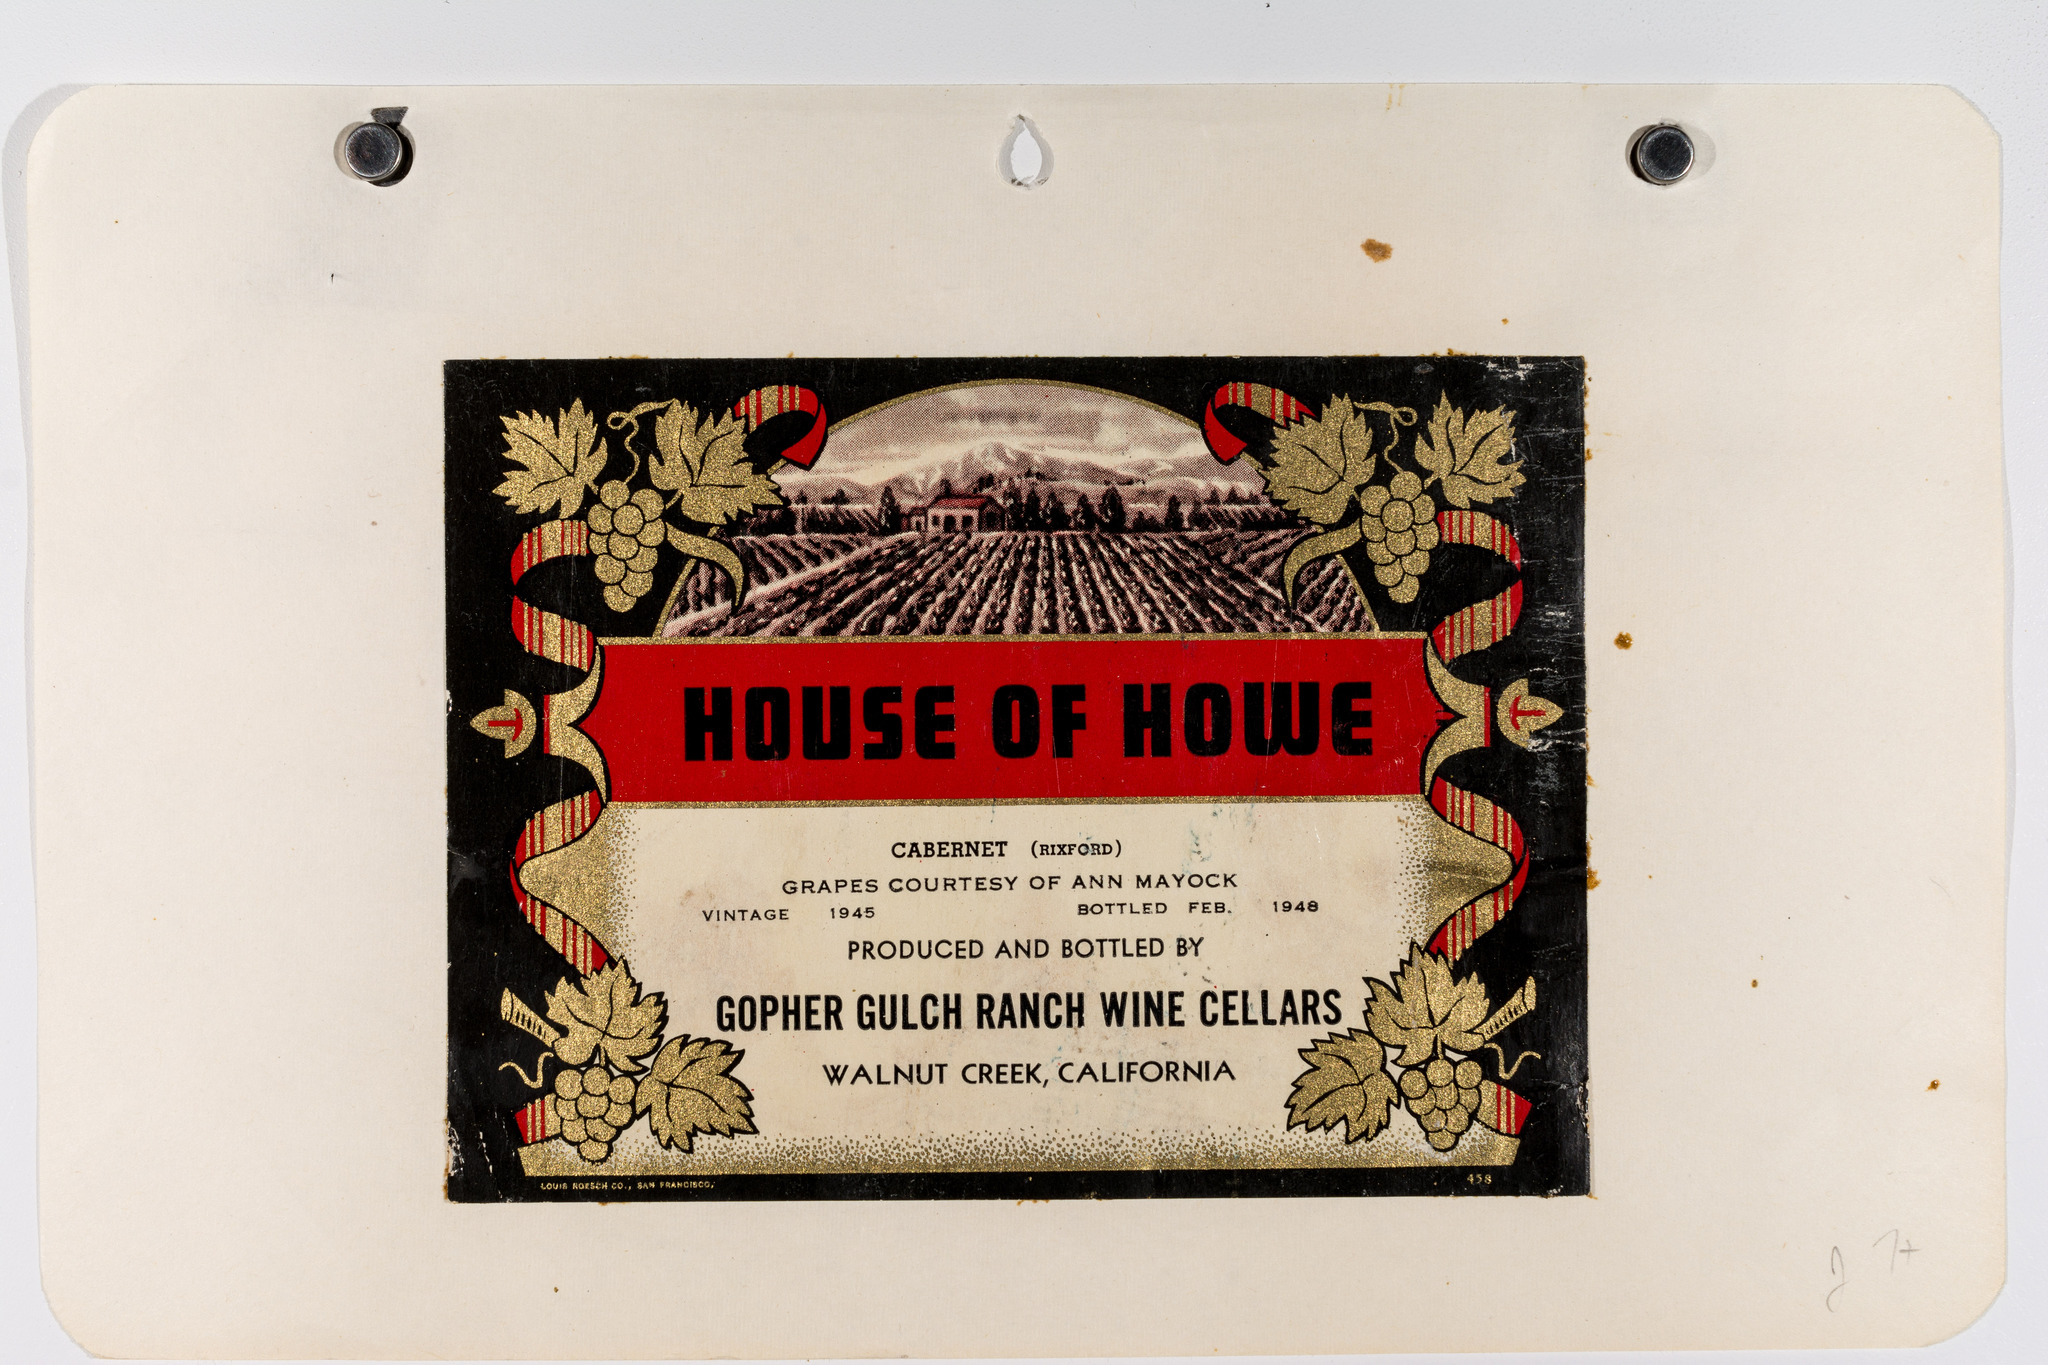 HOUSE OF HOWE
CABERNET (RIXFORD)
GRAPES COURTESY OF ANN MAYOCK
VINTAGE 1945 BOTTLED FEB. 1948
PRODUCED AND BOTTLED BY
GOPHER GULCH RANCH WINE CELLARS
WALNUT CREEK, CALIFORNIA
LOUIS ROESCH CO., SAN FRANCISCO,
458